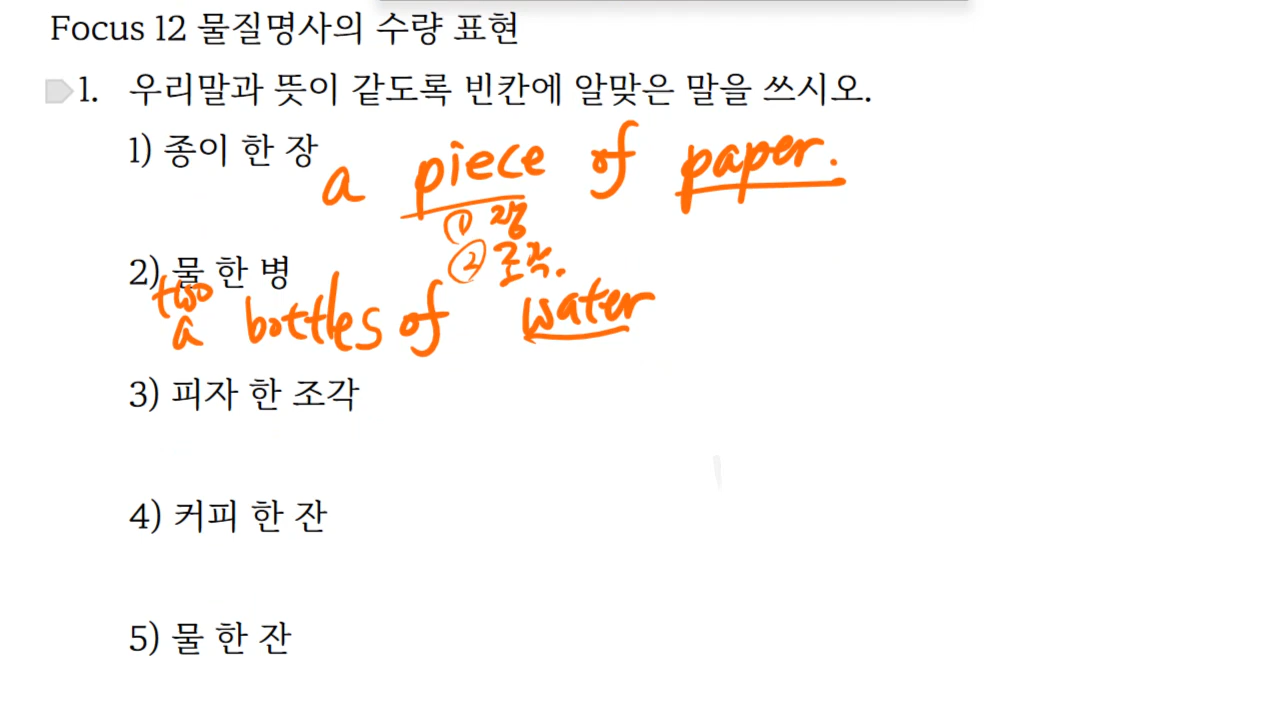 Focus 12 물질명사의 수량 표현
1. 우리말과 뜻이 같도록 빈칸에 알맞은 말을 쓰시오.
1) 종이 한 장
a piece of paper.
① 장
② 조각.
2) 물 한 병
two
a bottles of water
3) 피자 한 조각
4) 커피 한 잔
5) 물 한 잔